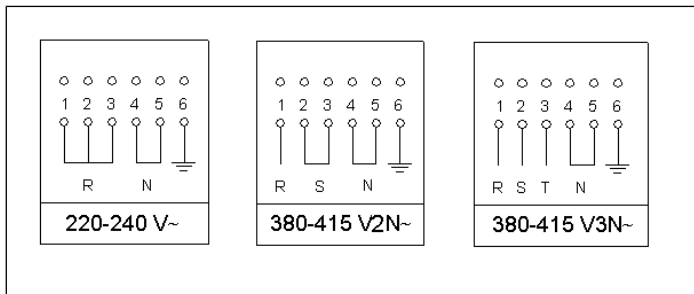 1 2 3 4 5 6
R N
220-240 V~
1 2 3 4 5 6
R S N
380-415 V2N~
1 2 3 4 5 6
R S T N
380-415 V3N~